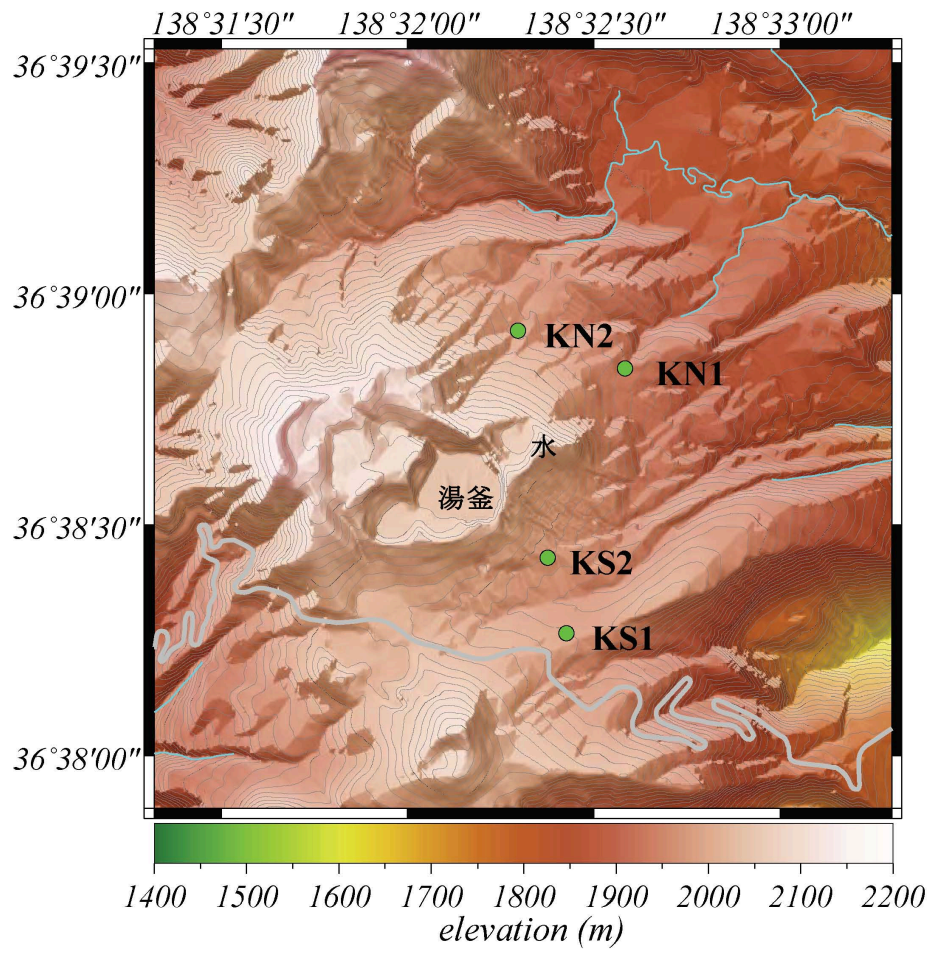 138°31'30" 138°32'00" 138°32'30" 138°33'00"
36°39'30"
36°39'00"
KN2
KN1
水
湯釜
36°38'30"
KS2
KS1
36°38'00"
1400 1500 1600 1700 1800 1900 2000 2100 2200
elevation (m)